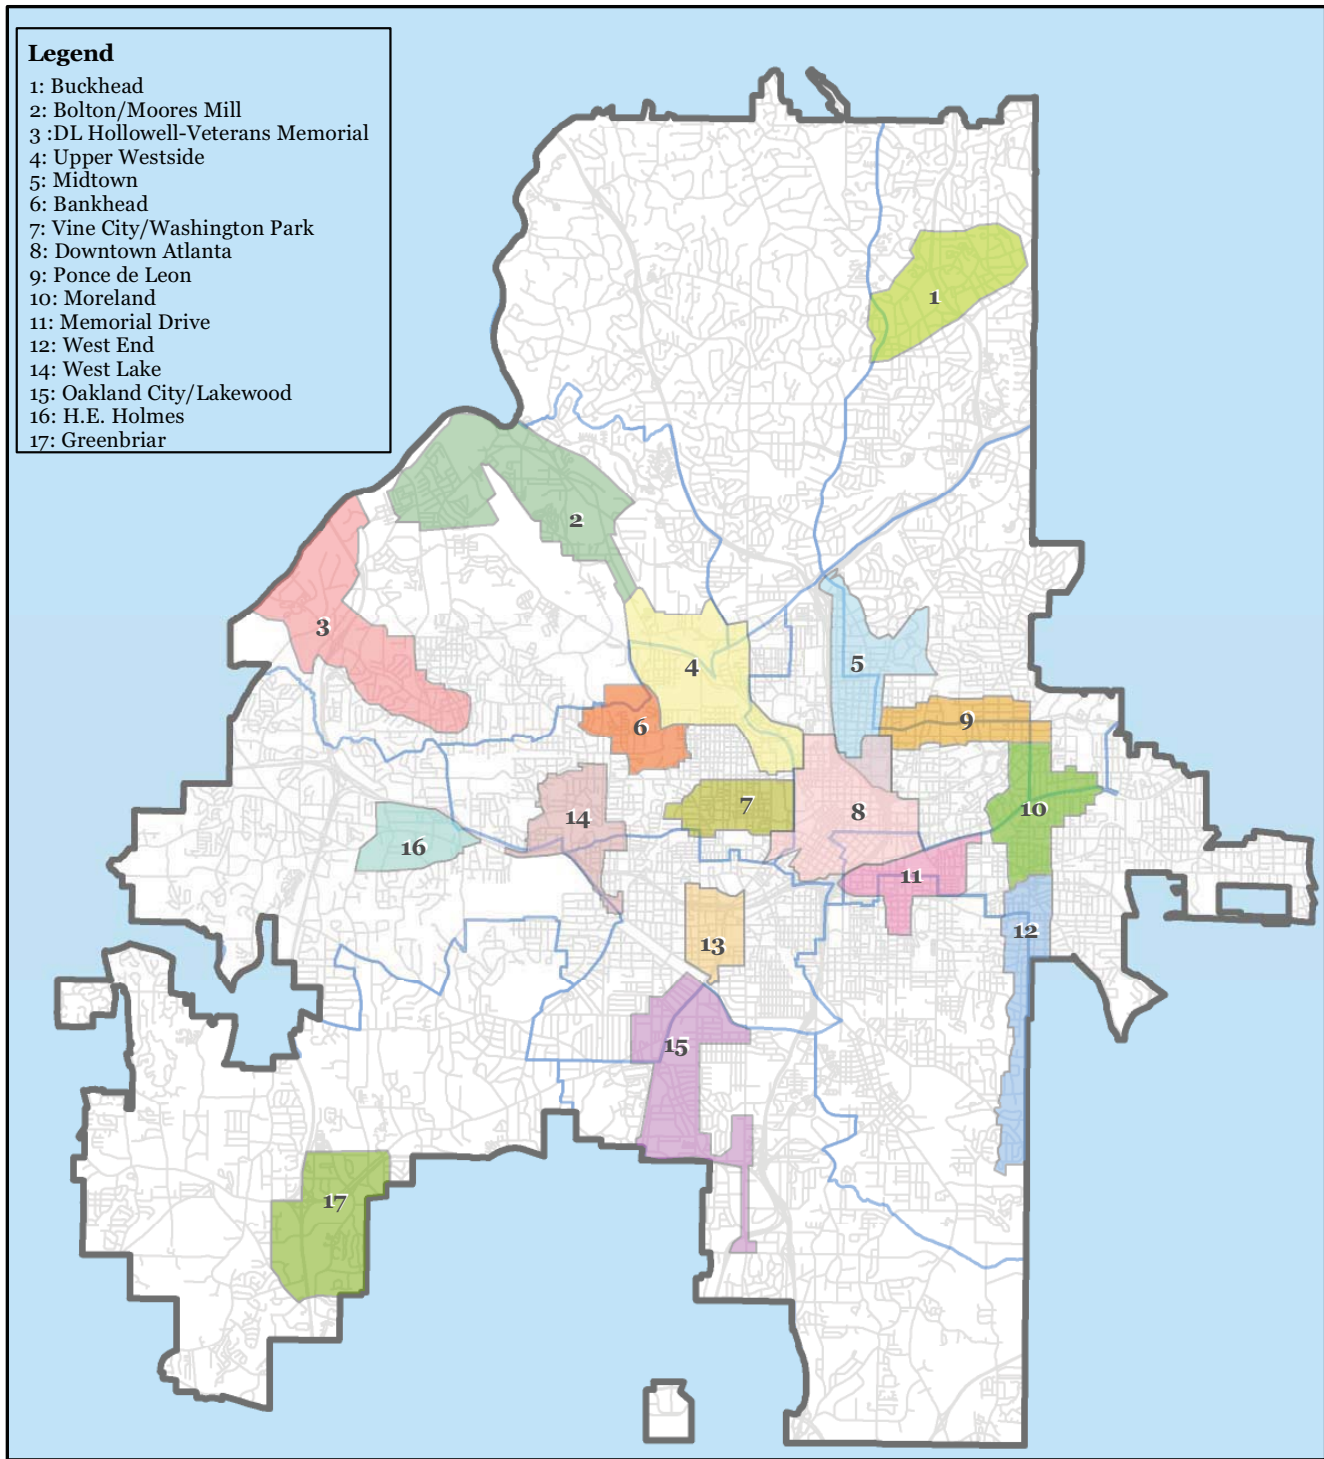 Legend
1: Buckhead
2: Bolton/Moores Mill
3 :DL Hollowell-Veterans Memorial
4: Upper Westside
5: Midtown
6: Bankhead
7: Vine City/Washington Park
8: Downtown Atlanta
9: Ponce de Leon
10: Moreland
11: Memorial Drive
12: West End
14: West Lake
15: Oakland City/Lakewood
16: H.E. Holmes
17: Greenbriar
1
2
3
4
5
6
9
7
8
10
14
16
11
12
13
15
17